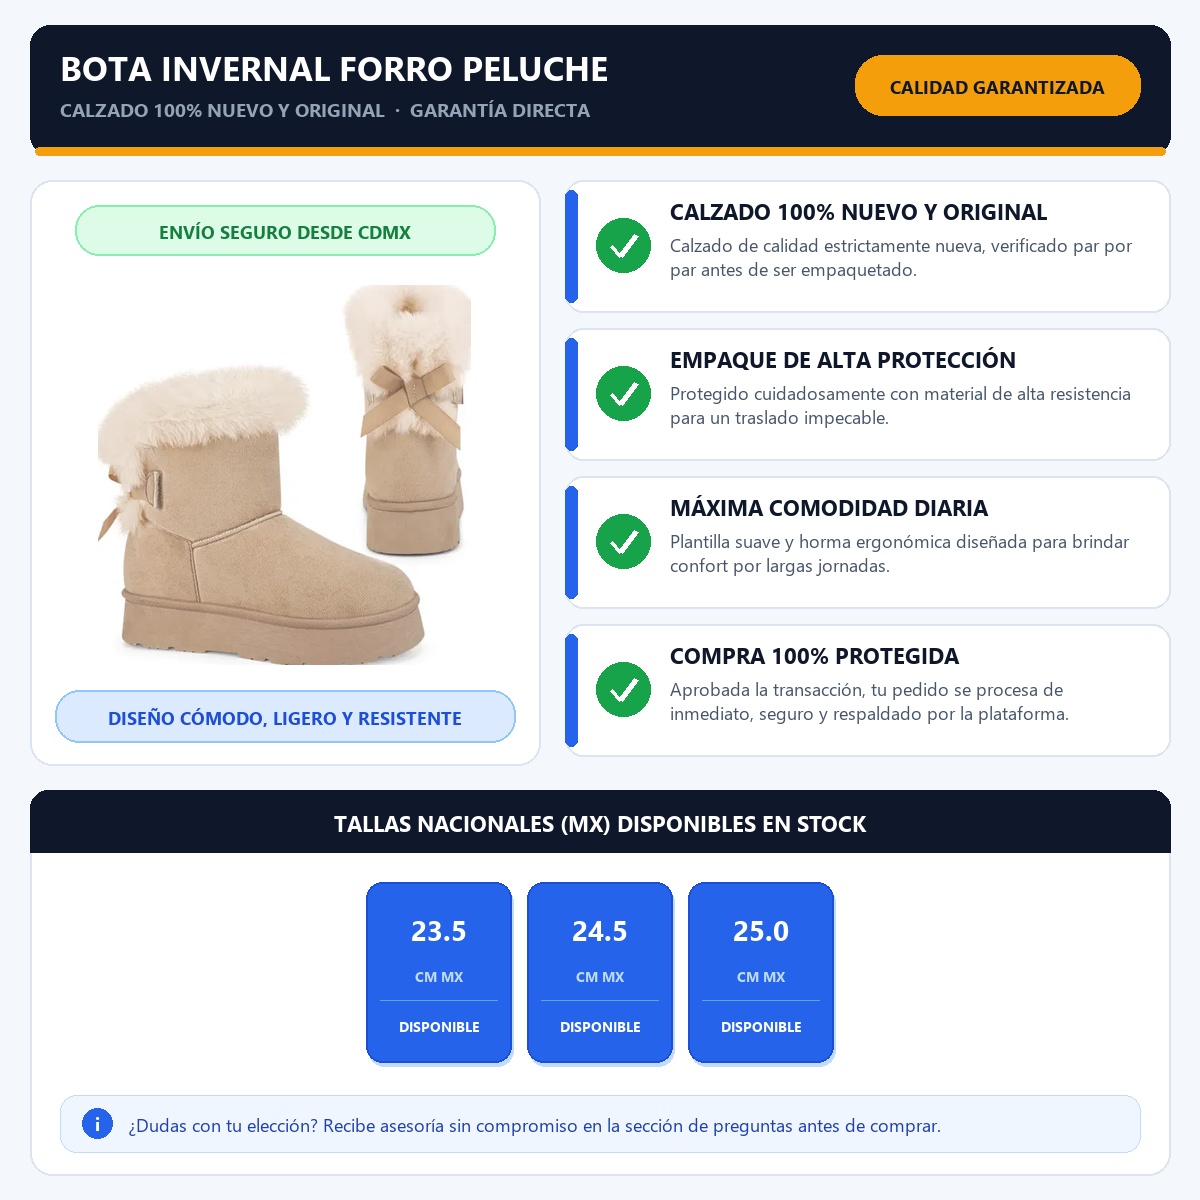 BOTA INVERNAL FORRO PELUCHE
CALZADO 100% NUEVO Y ORIGINAL · GARANTÍA DIRECTA
CALIDAD GARANTIZADA
ENVÍO SEGURO DESDE CDMX
DISEÑO CÓMODO, LIGERO Y RESISTENTE
CALZADO 100% NUEVO Y ORIGINAL
Calzado de calidad estrictamente nueva, verificado par por
par antes de ser empaquetado.
EMPAQUE DE ALTA PROTECCIÓN
Protegido cuidadosamente con material de alta resistencia
para un traslado impecable.
MÁXIMA COMODIDAD DIARIA
Plantilla suave y horma ergonómica diseñada para brindar
confort por largas jornadas.
COMPRA 100% PROTEGIDA
Aprobada la transacción, tu pedido se procesa de
inmediato, seguro y respaldado por la plataforma.
TALLAS NACIONALES (MX) DISPONIBLES EN STOCK
23.5
CM MX
DISPONIBLE
24.5
CM MX
DISPONIBLE
25.0
CM MX
DISPONIBLE
¿Dudas con tu elección? Recibe asesoría sin compromiso en la sección de preguntas antes de comprar.